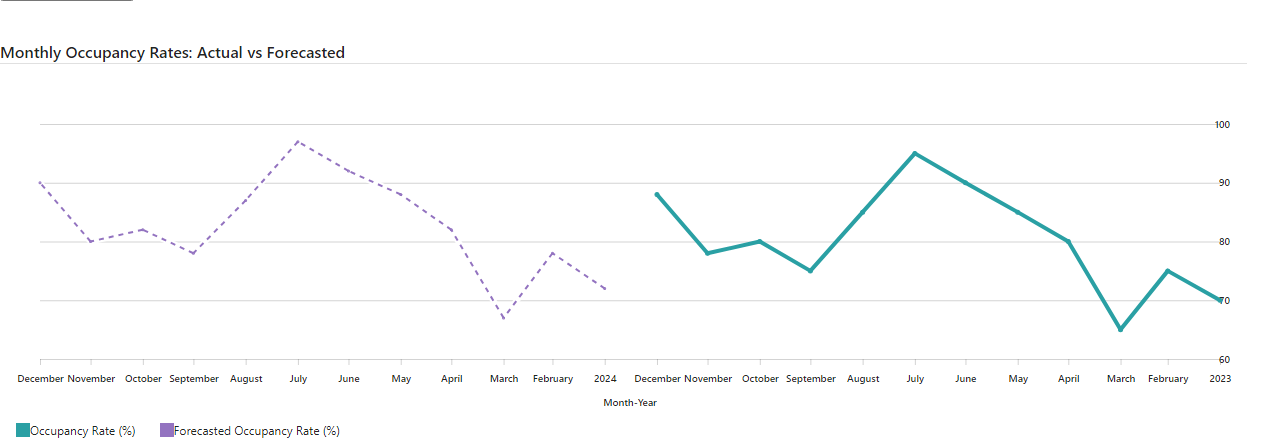 Monthly Occupancy Rates: Actual vs Forecasted
100
90
80
70
60
December November October September August July June May April March February 2024 December November October September August July June May April March February 2023
Month-Year
Occupancy Rate (%) Forecasted Occupancy Rate (%)